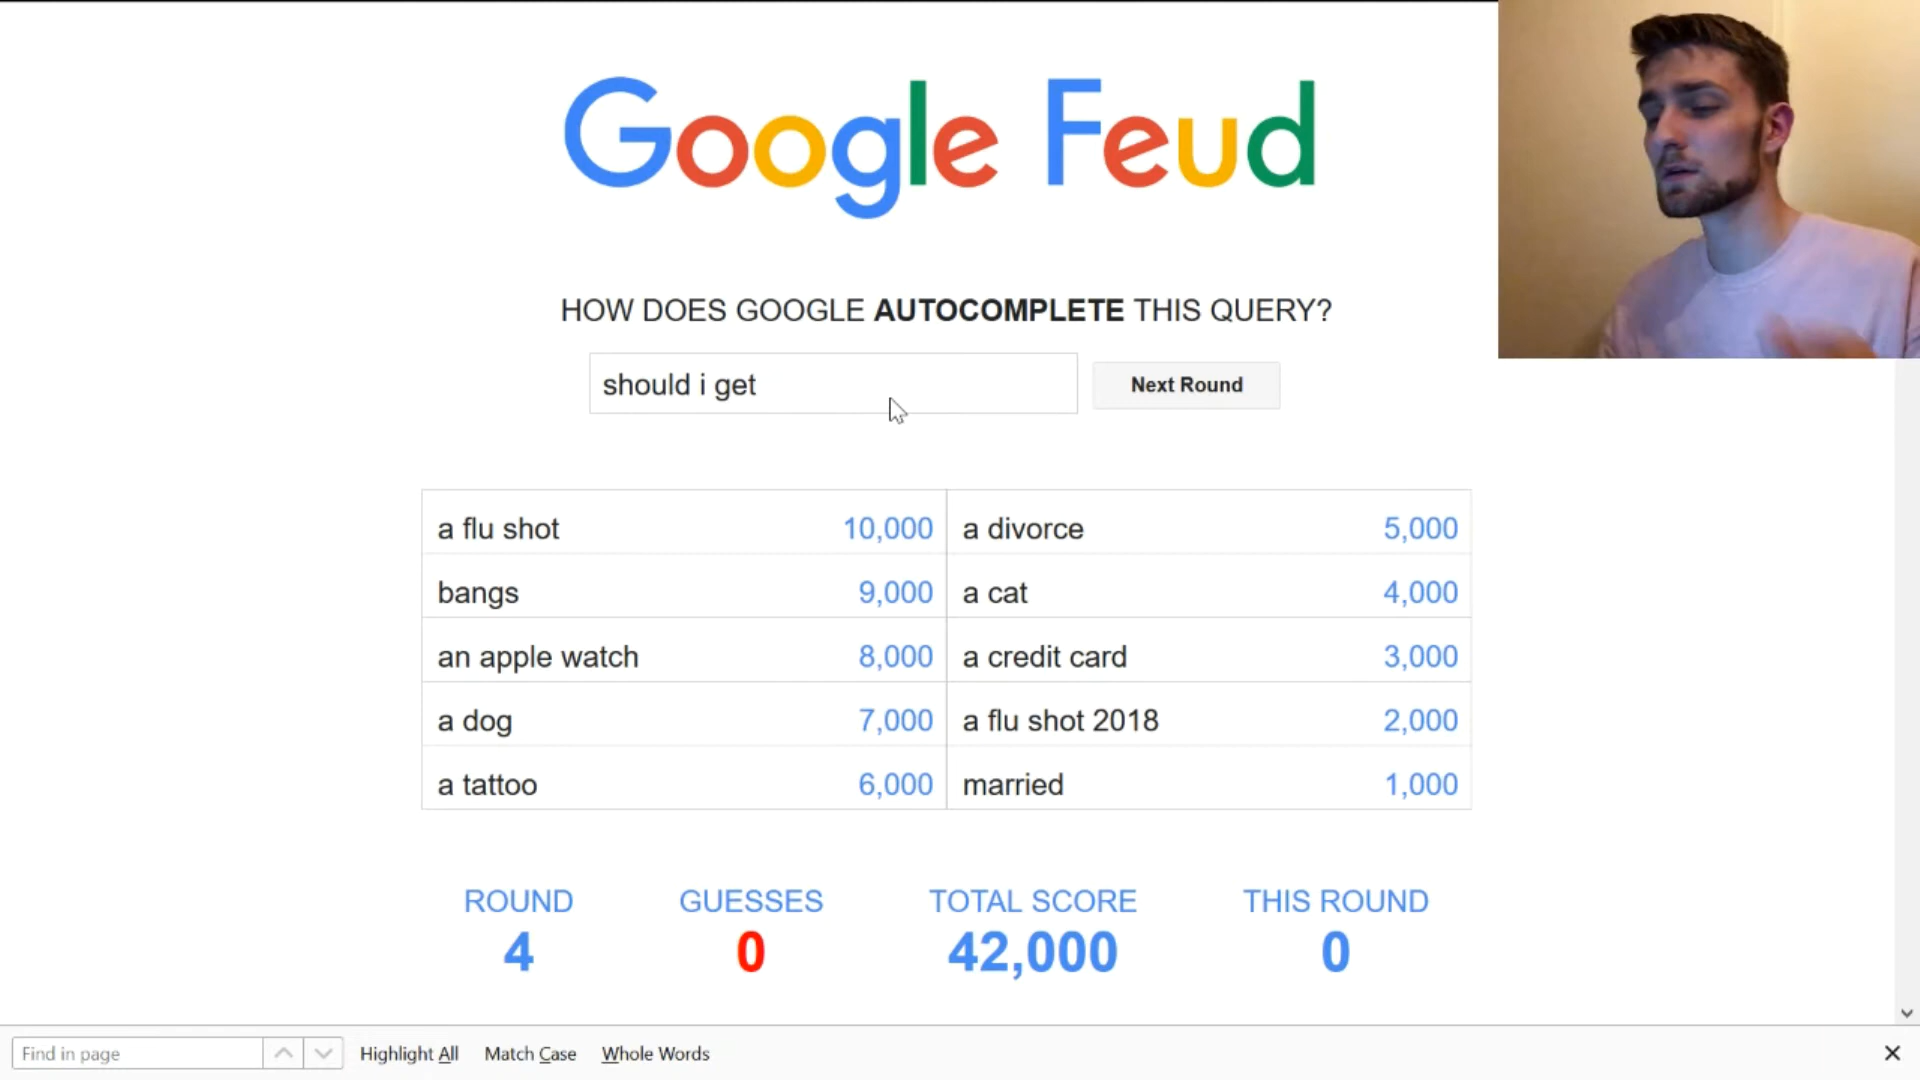 Google Feud
HOW DOES GOOGLE AUTOCOMPLETE THIS QUERY?
should i get
Next Round
a flu shot 10,000
bangs 9,000
an apple watch 8,000
a dog 7,000
a tattoo 6,000
a divorce 5,000
a cat 4,000
a credit card 3,000
a flu shot 2018 2,000
married 1,000
ROUND
4
GUESSES
0
TOTAL SCORE
42,000
THIS ROUND
0
Find in page Highlight All Match Case Whole Words